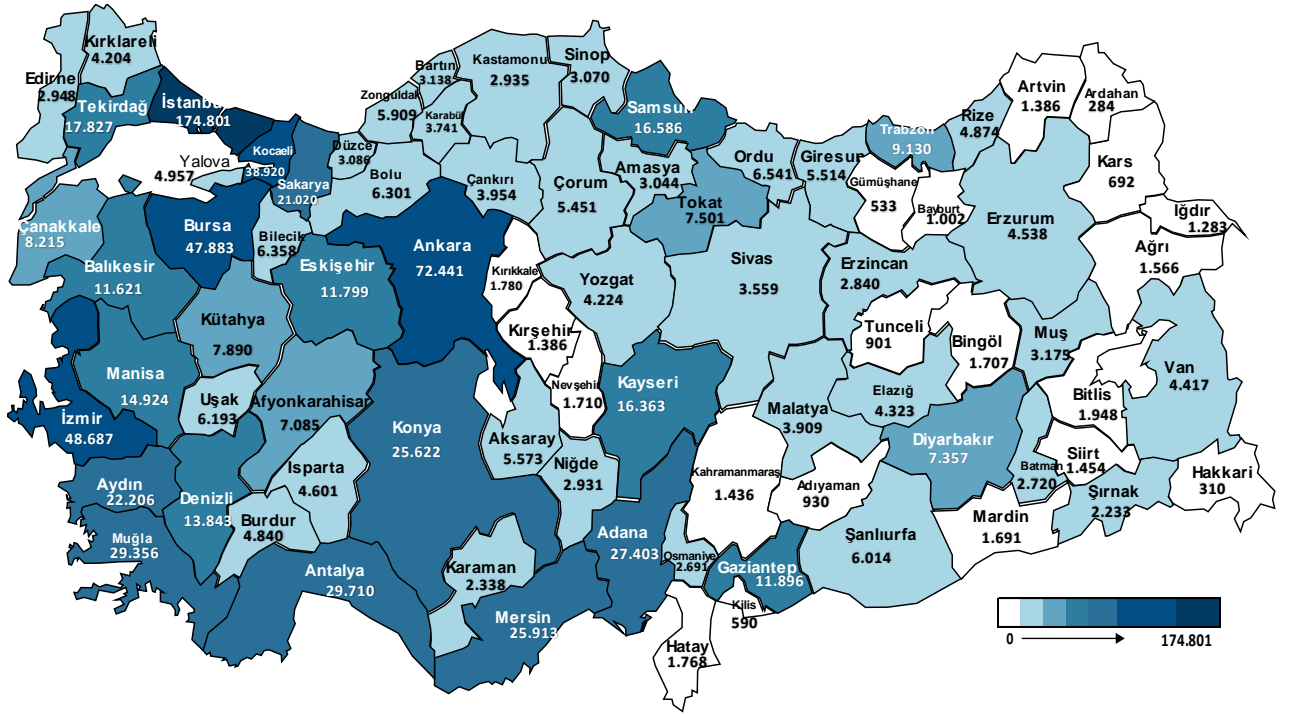 Kırklareli
4.204
Edirne
2.948
Tekirdağ
17.827
İstanbu
174.801
Kocaeli
38.920
Yalova
4.957
Sakarya
21.020
Düzce
3.086
Zonguldak
5.909
Bartın
3.138
Karabük
3.741
Kastamonu
2.935
Sinop
3.070
Samsun
16.586
Bolu
6.301
Çankırı
3.954
Çorum
5.451
Amasya
3.044
Tokat
7.501
Ordu
6.541
Giresun
5.514
Trabzon
9.130
Rize
4.874
Artvin
1.386
Ardahan
284
Kars
692
Iğdır
1.283
Ağrı
1.566
Gümüşhane
533
Bayburt
1.002
Erzurum
4.538
Erzincan
2.840
Çanakkale
8.215
Balıkesir
11.621
Bursa
47.883
Bilecik
6.358
Eskişehir
11.799
Ankara
72.441
Kırıkkale
1.780
Yozgat
4.224
Sivas
3.559
Kütahya
7.890
Kırşehir
1.386
Nevşehir
1.710
Kayseri
16.363
Tunceli
901
Bingöl
1.707
Muş
3.175
Van
4.417
Bitlis
1.948
Manisa
14.924
İzmir
48.687
Uşak
6.193
Afyonkarahisar
7.085
Konya
25.622
Aksaray
5.573
Niğde
2.931
Malatya
3.909
Elazığ
4.323
Diyarbakır
7.357
Batman
2.720
Siirt
1.454
Şırnak
2.233
Hakkari
310
Mardin
1.691
Şanlıurfa
6.014
Adıyaman
930
Kahramanmaraş
1.436
Aydın
22.206
Denizli
13.843
Isparta
4.601
Burdur
4.840
Muğla
29.356
Antalya
29.710
Karaman
2.338
Mersin
25.913
Adana
27.403
Osmaniye
2.691
Gaziantep
11.896
Kilis
590
Hatay
1.768
0
174.801